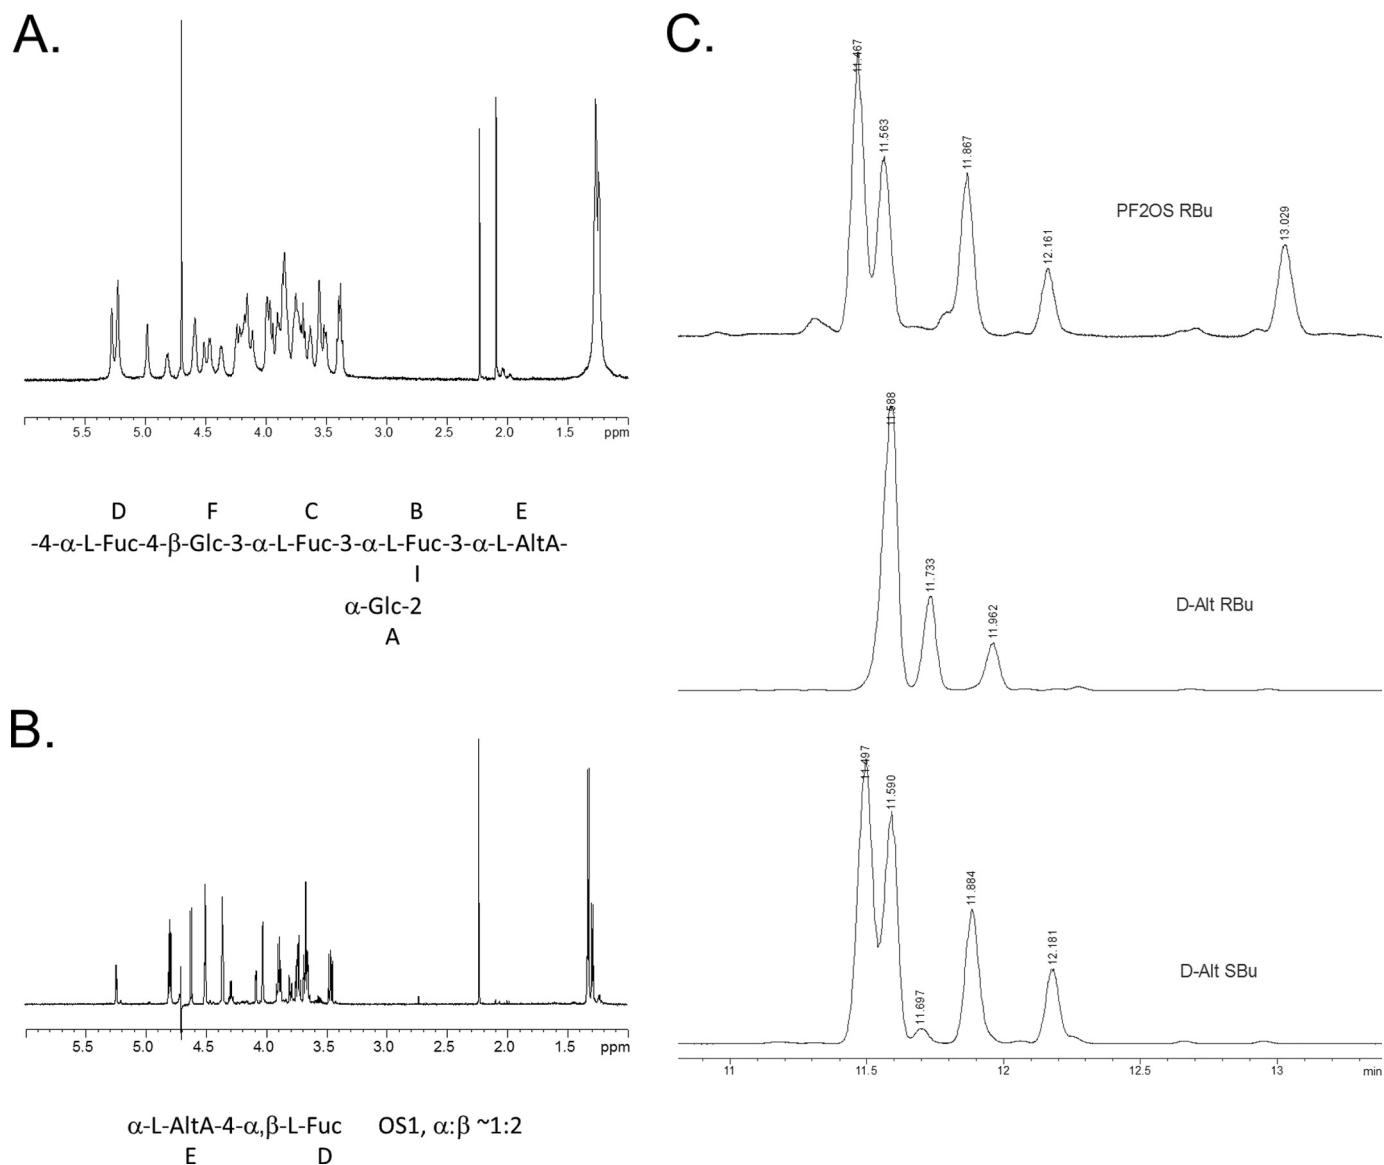 A.
5.5 5.0 4.5 4.0 3.5 3.0 2.5 2.0 1.5 ppm
D F C B E
-4-α-L-Fuc-4-β-Glc-3-α-L-Fuc-3-α-L-Fuc-3-α-L-AltA-
α-Glc-2
A
B.
5.5 5.0 4.5 4.0 3.5 3.0 2.5 2.0 1.5 ppm
α-L-AltA-4-α,β-L-Fuc OS1, α:β ~1:2
E D
C.
11.467
11.563
11.867
12.161
13.029
PF2OS RBu
11.588
11.733
11.962
D-Alt RBu
11.497
11.590
11.697
11.884
12.181
D-Alt SBu
11 11.5 12 12.5 13 min